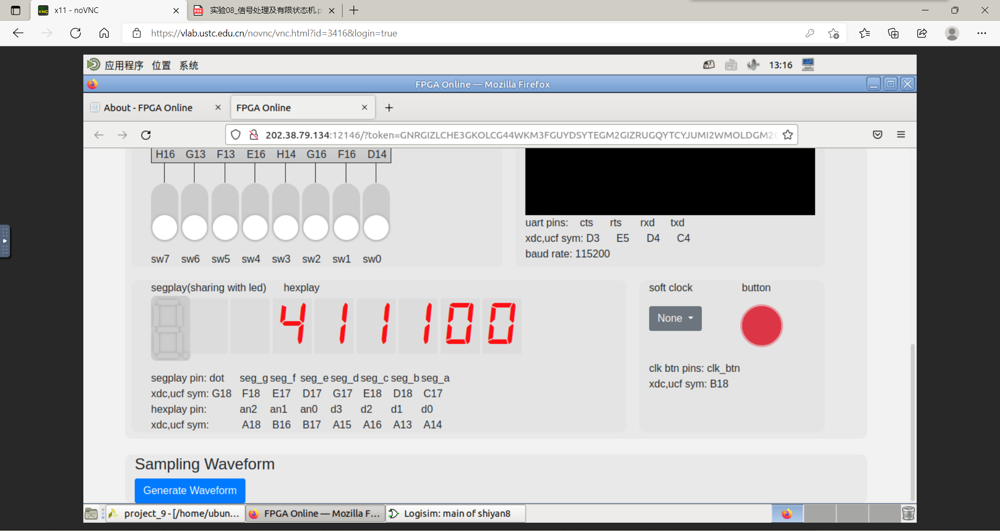 x11 - noVNC
实验08_信号处理及有限状态机.p
https://vlab.ustc.edu.cn/novnc/vnc.html?id=3416&login=true
应用程序 位置 系统
13:16
FPGA Online — Mozilla Firefox
About - FPGA Online
FPGA Online
202.38.79.134:12146/?token=GNRGIZLCHE3GKOLCG44WKM3FGUYDSYTEGM2GIZRUGQYTCYJUMI2WMOLDGM2
H16 G13 F13 E16 H14 G16 F16 D14
sw7 sw6 sw5 sw4 sw3 sw2 sw1 sw0
uart pins: cts rts rxd txd
xdc,ucf sym: D3 E5 D4 C4
baud rate: 115200
segplay(sharing with led) hexplay
4 1 1 1 0 0
segplay pin: dot seg_g seg_f seg_e seg_d seg_c seg_b seg_a
xdc,ucf sym: G18 F18 E17 D17 G17 E18 D18 C17
hexplay pin: an2 an1 an0 d3 d2 d1 d0
xdc,ucf sym: A18 B16 B17 A15 A16 A13 A14
soft clock button
None
clk btn pins: clk_btn
xdc,ucf sym: B18
Sampling Waveform
Generate Waveform
project_9 - [/home/ubun...
FPGA Online — Mozilla F...
Logisim: main of shiyan8